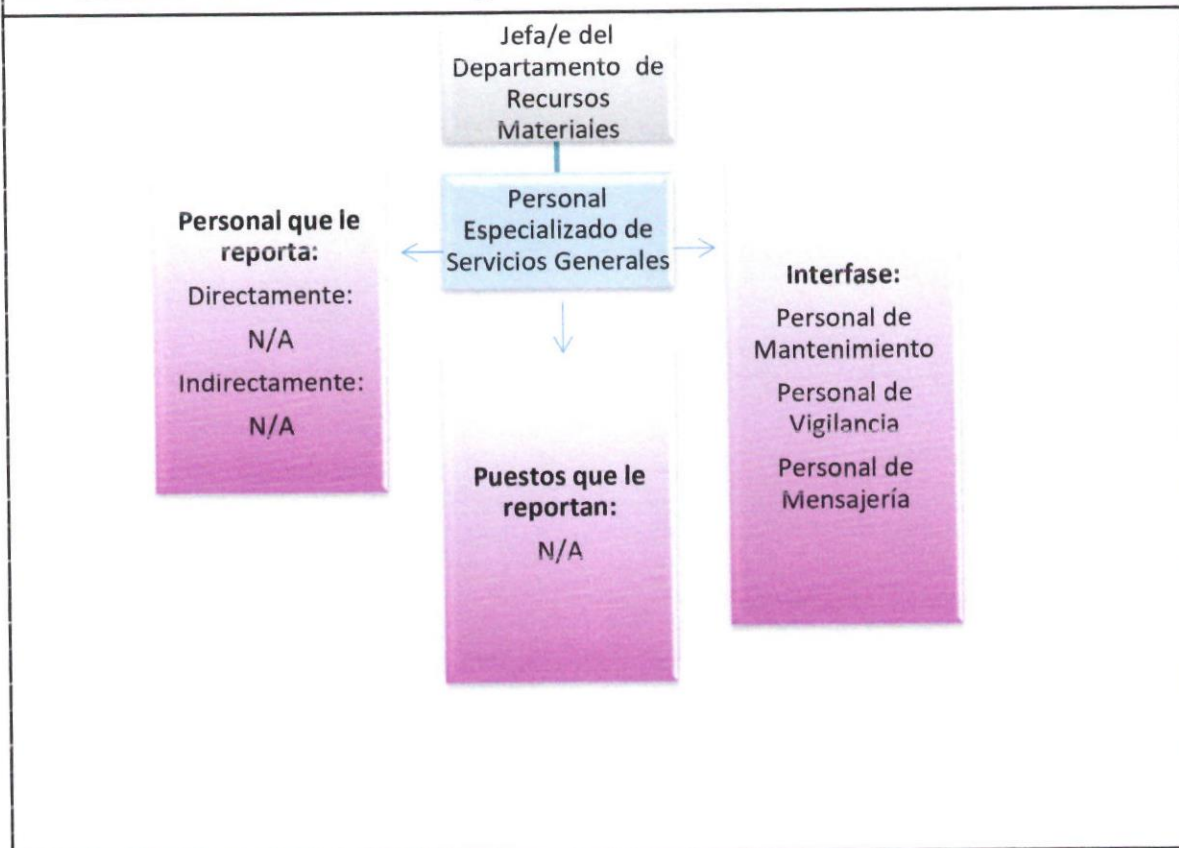 Jefa/e del
Departamento de
Recursos
Materiales
Personal
Especializado de
Servicios Generales
Personal que le
reporta:
Directamente:
N/A
Indirectamente:
N/A
Puestos que le
reportan:
N/A
Interfase:
Personal de
Mantenimiento
Personal de
Vigilancia
Personal de
Mensajería